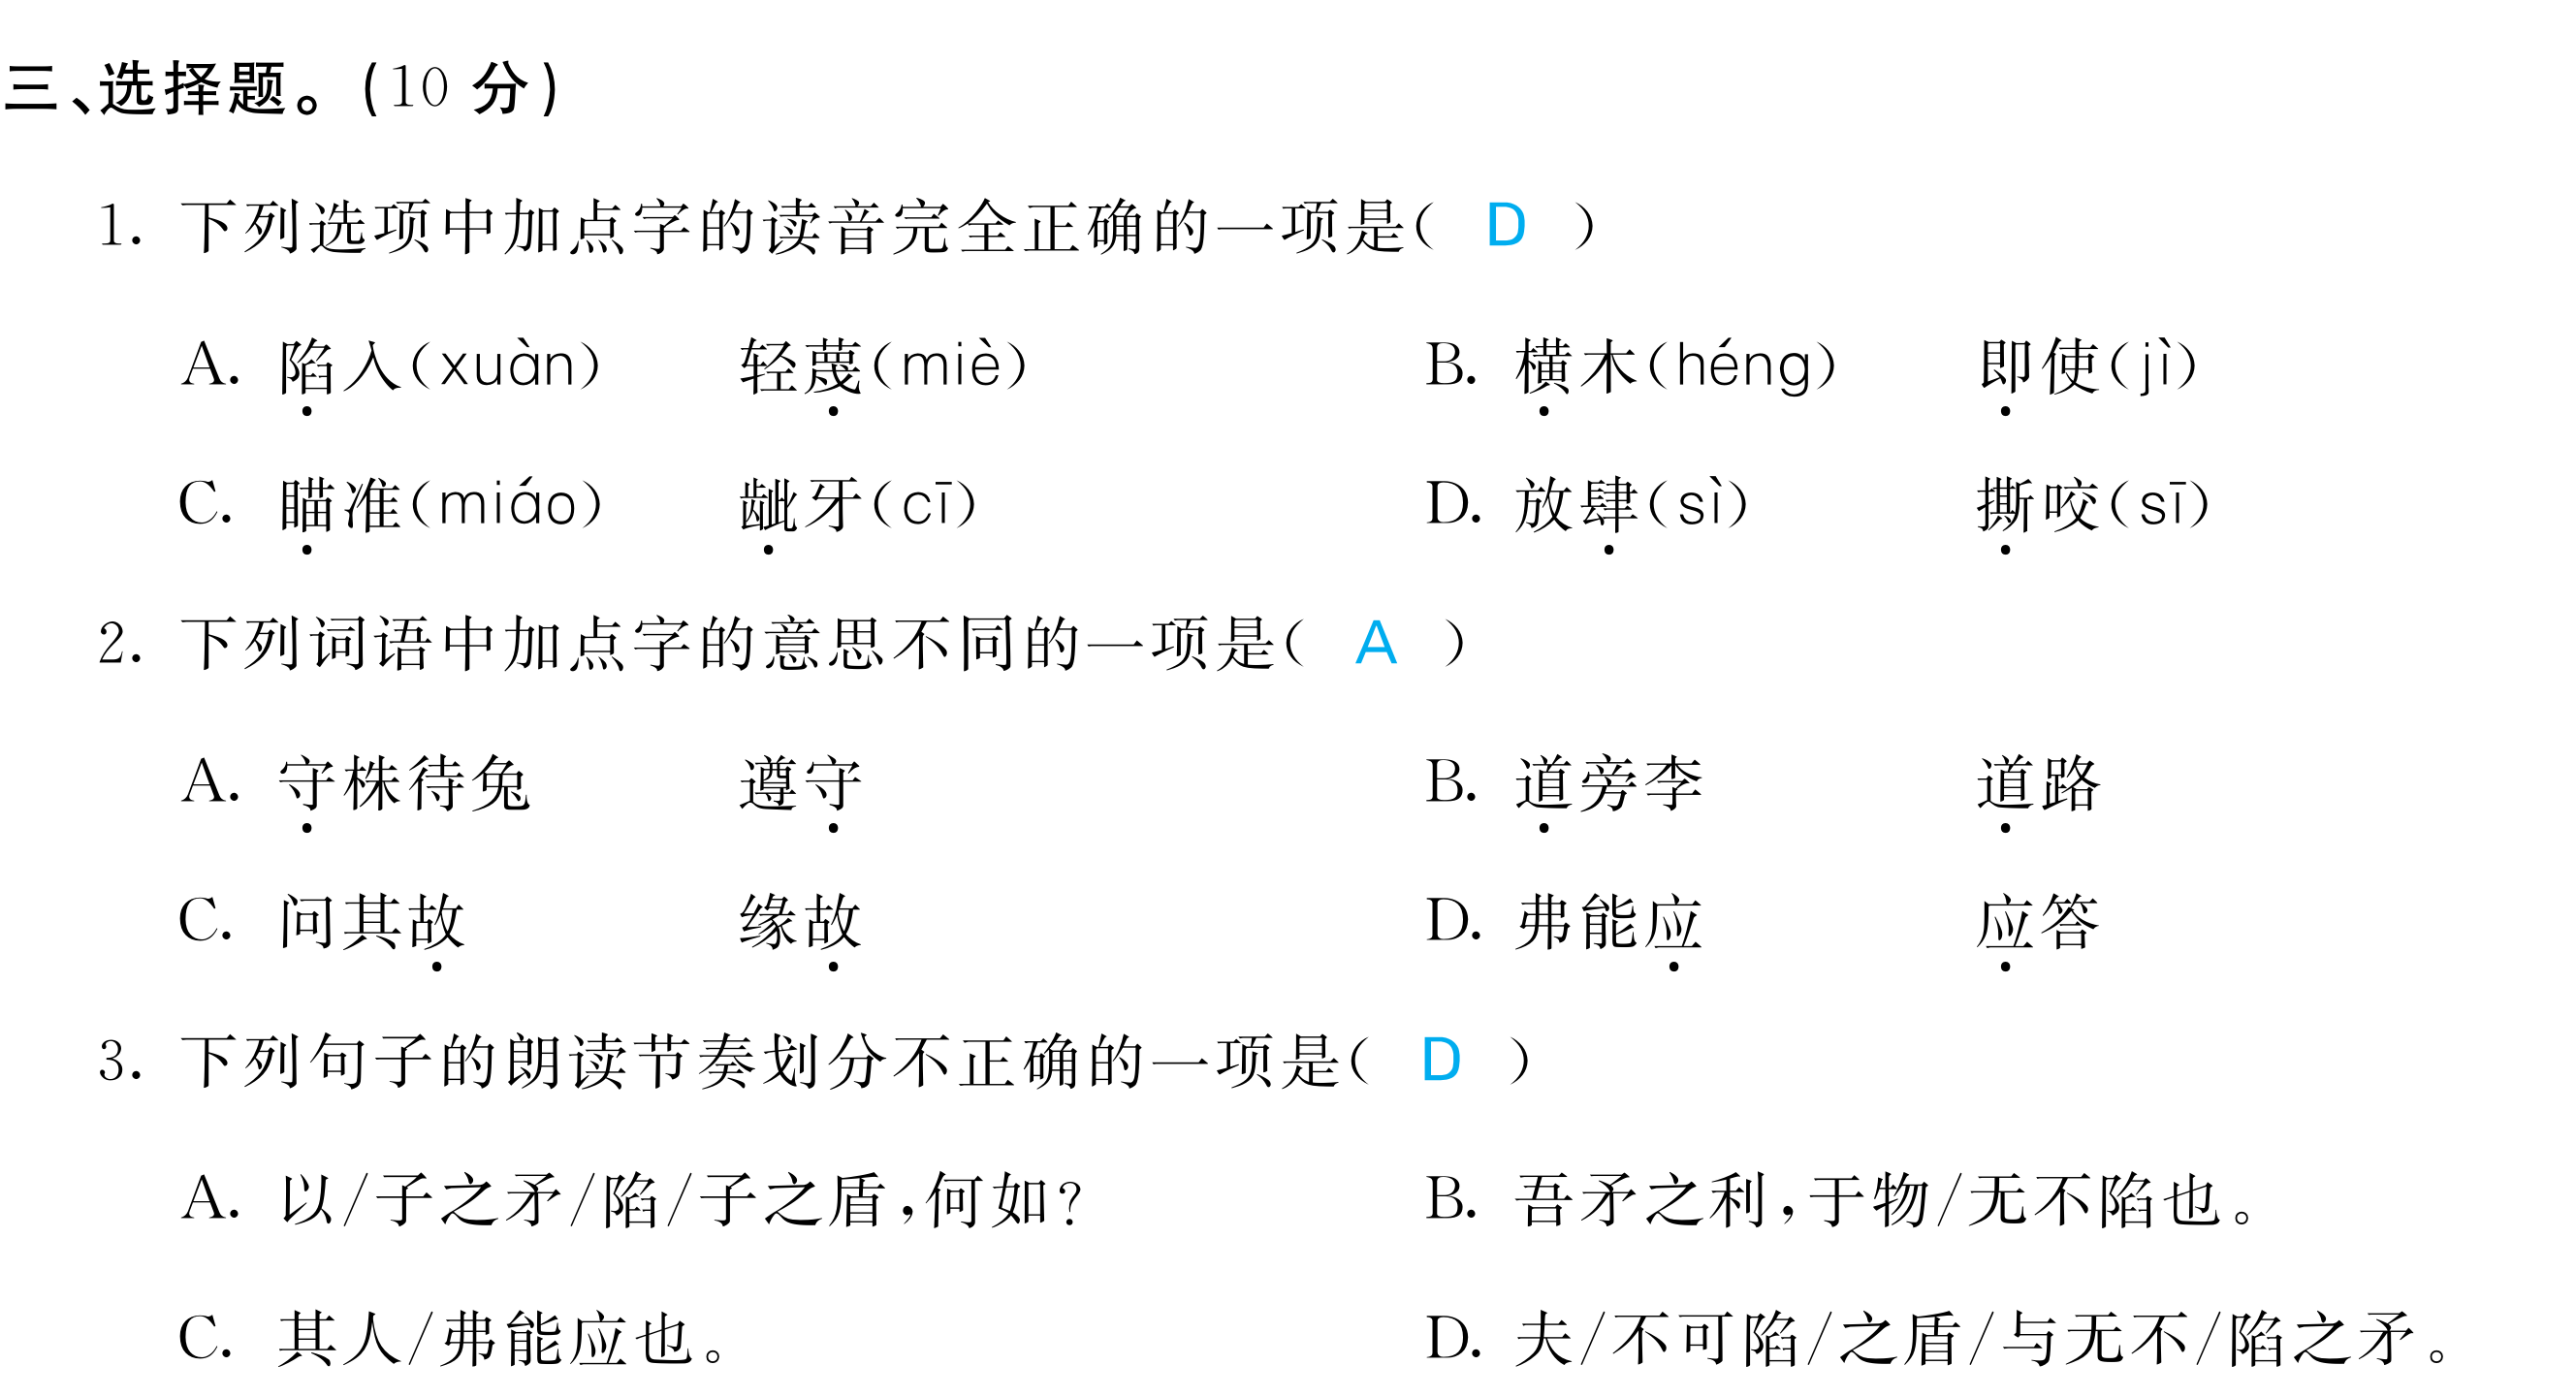 三、选择题。(10 分)
1. 下列选项中加点字的读音完全正确的一项是( D )
A. 陷入(xuàn) 轻蔑(miè) B. 横木(héng) 即使(jì)
C. 瞄准(miáo) 龇牙(cī) D. 放肆(sì) 撕咬(sī)
2. 下列词语中加点字的意思不同的一项是( A )
A. 守株待兔 遵守 B. 道旁李 道路
C. 问其故 缘故 D. 弗能应 应答
3. 下列句子的朗读节奏划分不正确的一项是( D )
A. 以/子之矛/陷/子之盾,何如? B. 吾矛之利,于物/无不陷也。
C. 其人/弗能应也。 D. 夫/不可陷/之盾/与无不/陷之矛。